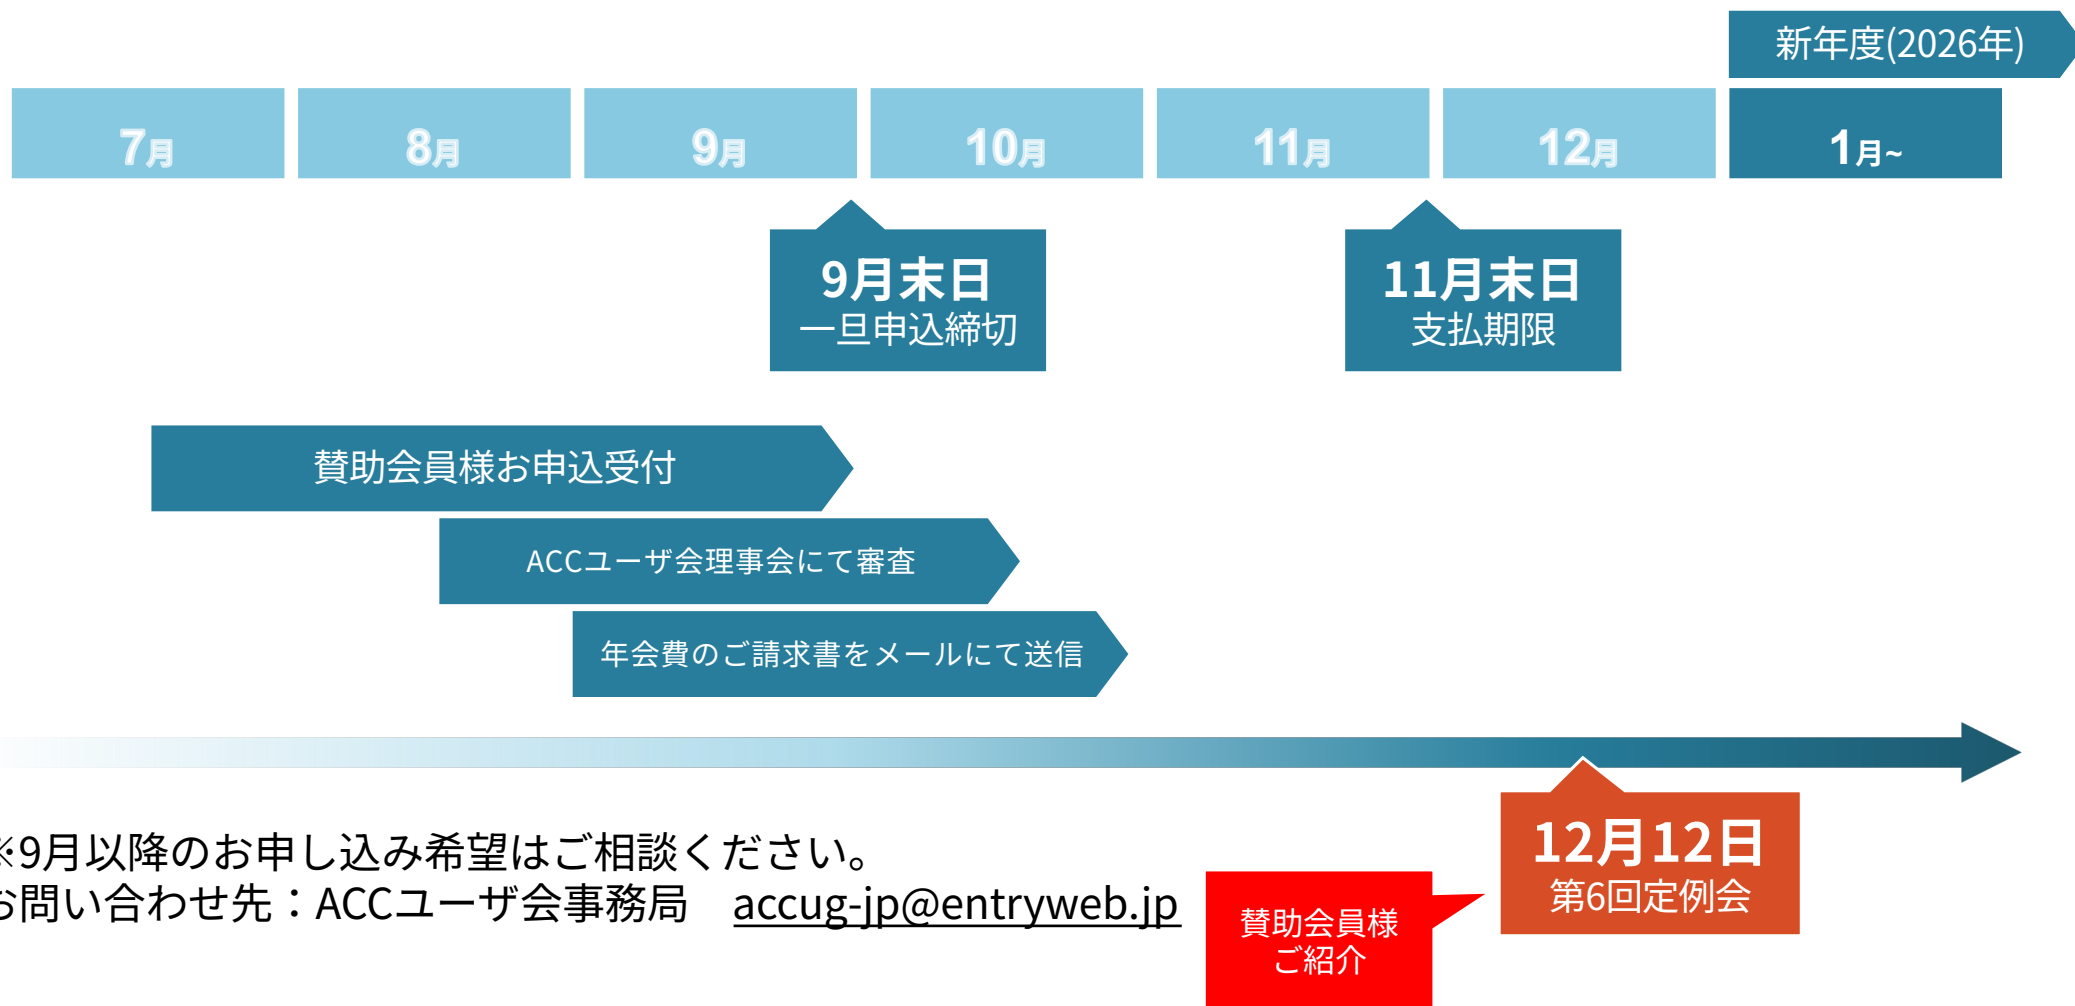 新年度(2026年)
7月
8月
9月
10月
11月
12月
1月~
9月末日
一旦申込締切
11月末日
支払期限
賛助会員様お申込受付
ACCユーザ会理事会にて審査
年会費のご請求書をメールにて送信
※9月以降のお申し込み希望はご相談ください。
お問い合わせ先：ACCユーザ会事務局　accug-jp@entryweb.jp
12月12日
第6回定例会
賛助会員様
ご紹介